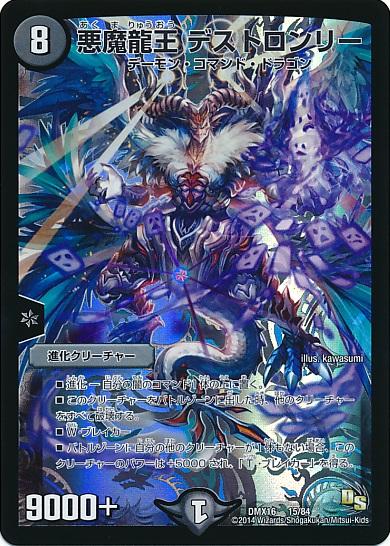 8
あくまりゅうおう
悪魔龍王 デストロンリー
デーモン・コマンド・ドラゴン
illus. kawasumi
進化クリーチャー
■ 進化－自分の闇のコマンド1体の上に置く。
■ このクリーチャーをバトルゾーンに出した時、他のクリーチャー
をすべて破壊する。
■ W・ブレイカー
■ バトルゾーンに自分の他のクリーチャーが1体もない場合、この
クリーチャーのパワーは+5000され、「T・ブレイカー」を得る。
9000+
DMX16 15/84
©2014 Wizards/Shogakukan/Mitsui-Kids
DS